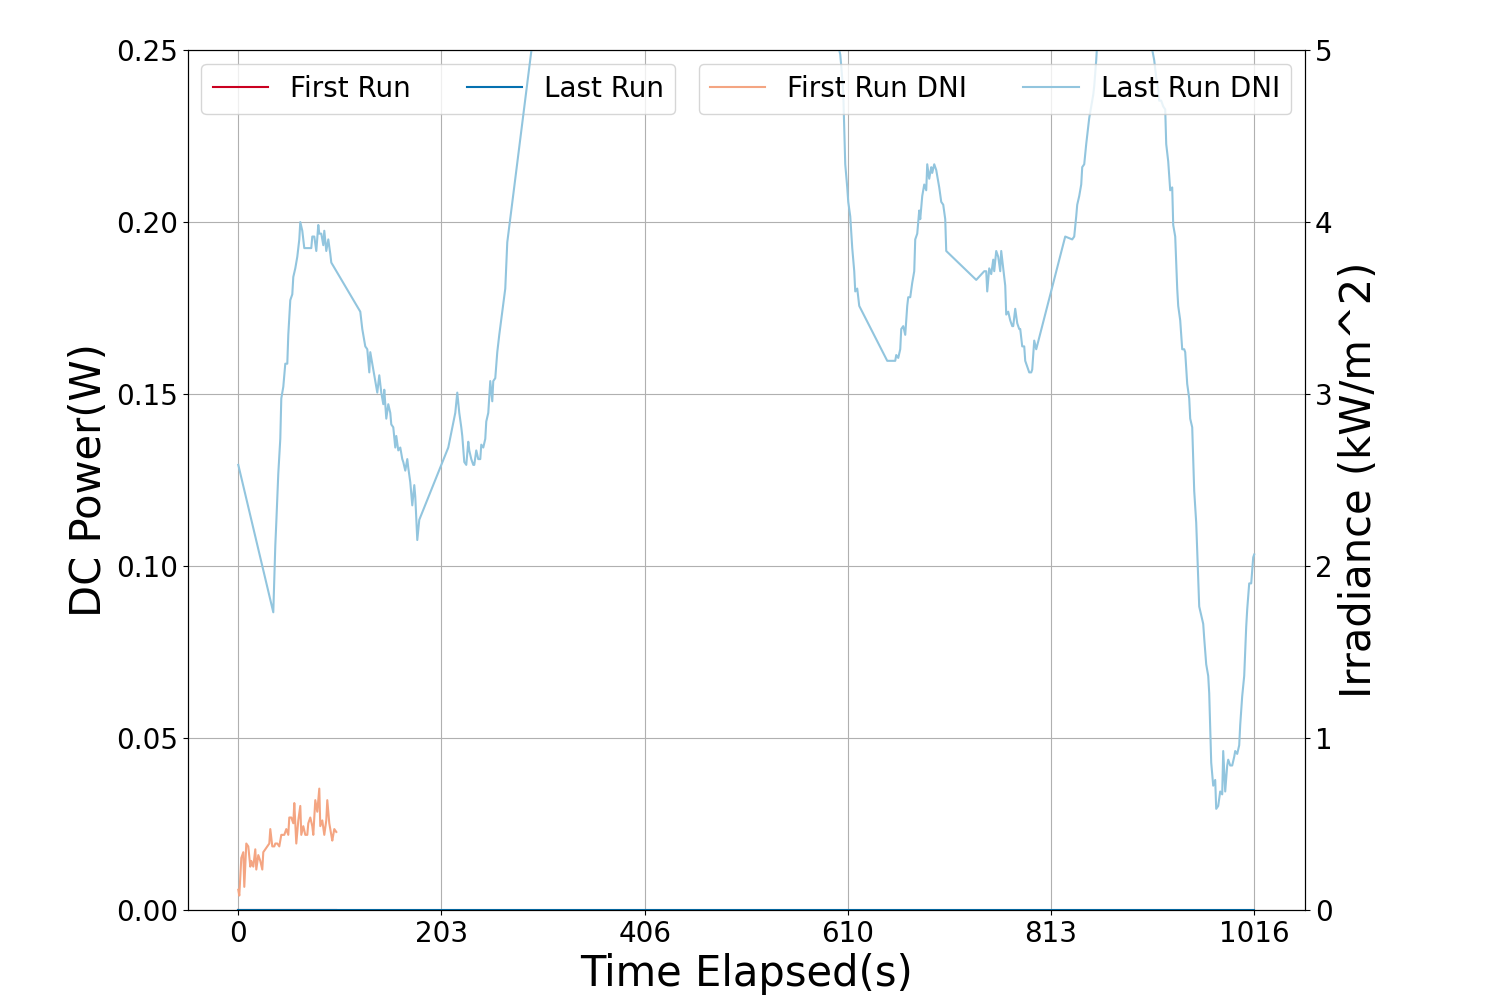 First Run Last Run First Run DNI Last Run DNI
0.25
0.20
0.15
0.10
0.05
0.00
DC Power(W)
5
4
3
2
1
0
Irradiance (kW/m^2)
0 203 406 610 813 1016
Time Elapsed(s)